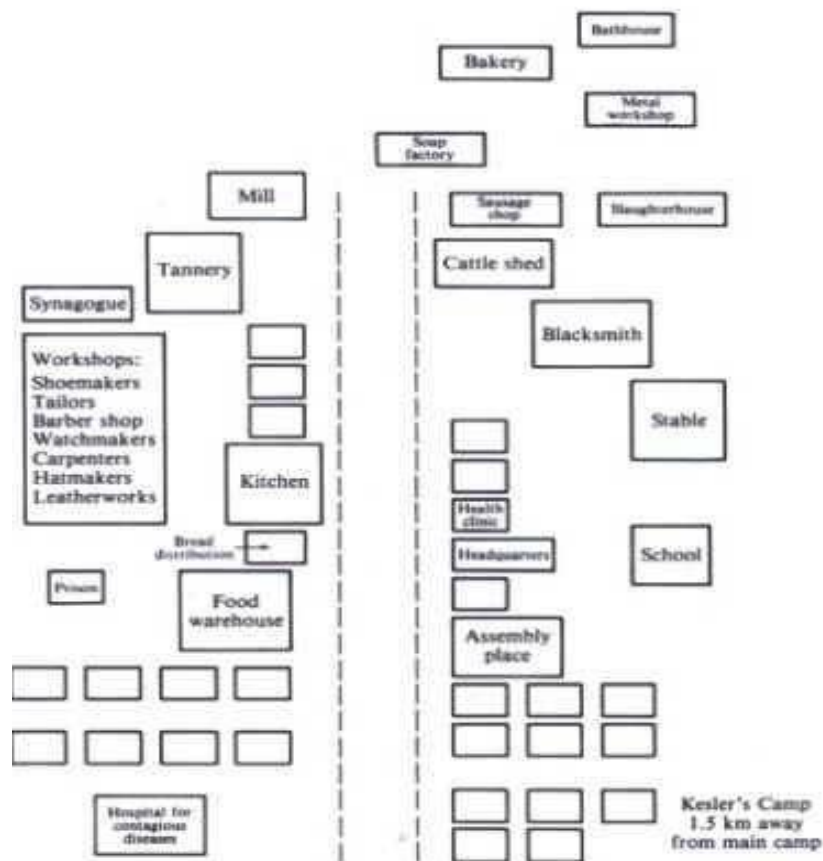 Bathhouse
Bakery
Metal
workshop
Soap
factory
Mill
Sausage
shop
Slaughterhouse
Tannery
Cattle shed
Synagogue
Blacksmith
Workshops:
Shoemakers
Tailors
Barber shop
Watchmakers
Carpenters
Hatmakers
Leatherworks
Stable
Kitchen
Health
clinic
Bread
distribution
Headquarters
School
Prison
Food
warehouse
Assembly
place
Hospital for
contagious
diseases
Kesler's Camp
1.5 km away
from main camp